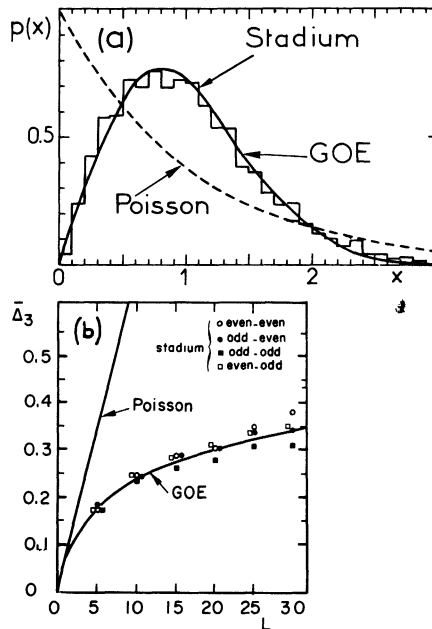 p(x)
(a)
Stadium
0.5
GOE
Poisson
0 1 2 x
Δ̄3
(b)
stadium
even-even
odd-even
odd-odd
even-odd
0.5
Poisson
0.4
0.3
GOE
0.2
0.1
0
0 5 10 15 20 25 30
L